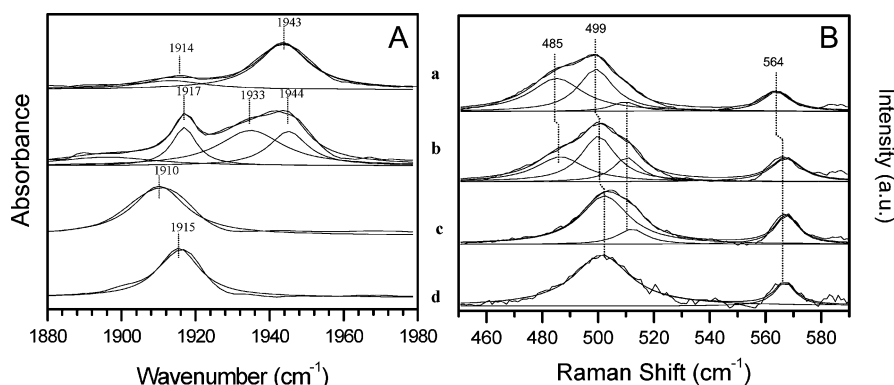 A
1914
1943
a
1917
1933
1944
b
1910
c
1915
d
1880 1900 1920 1940 1960 1980
Wavenumber (cm⁻¹)
Absorbance
B
485
499
564
460 480 500 520 540 560 580
Raman Shift (cm⁻¹)
Intensity (a.u.)